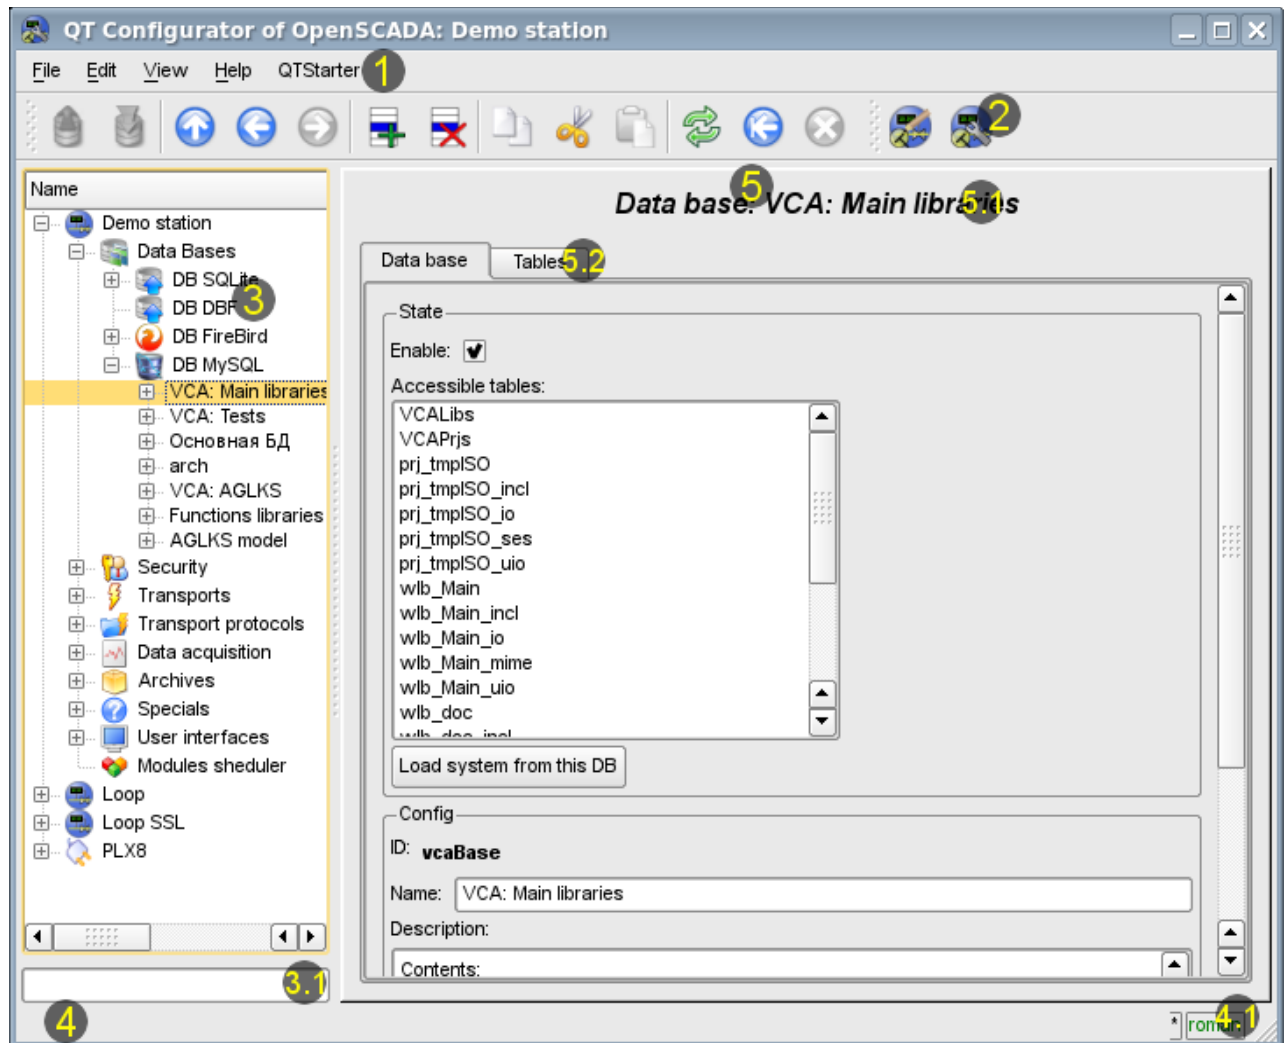 QT Configurator of OpenSCADA: Demo station
File Edit View Help QTStarter 1
2
Name
Demo station
Data Bases
DB SQLite
DB DBF
3
DB FireBird
DB MySQL
VCA: Main libraries
VCA: Tests
Основная БД
arch
VCA: AGLKS
Functions libraries
AGLKS model
Security
Transports
Transport protocols
Data acquisition
Archives
Specials
User interfaces
Modules sheduler
Loop
Loop SSL
PLX8
3.1
5
Data base: VCA: Main libraries
5.1
Data base Tables
5.2
State
Enable:
Accessible tables:
VCALibs
VCAPrjs
prj_tmplSO
prj_tmplSO_incl
prj_tmplSO_io
prj_tmplSO_ses
prj_tmplSO_uio
wlb_Main
wlb_Main_incl
wlb_Main_io
wlb_Main_mime
wlb_Main_uio
wlb_doc
wlb_doc_incl
Load system from this DB
Config
ID: vcaBase
Name: VCA: Main libraries
Description:
Contents:
4
*
4.1